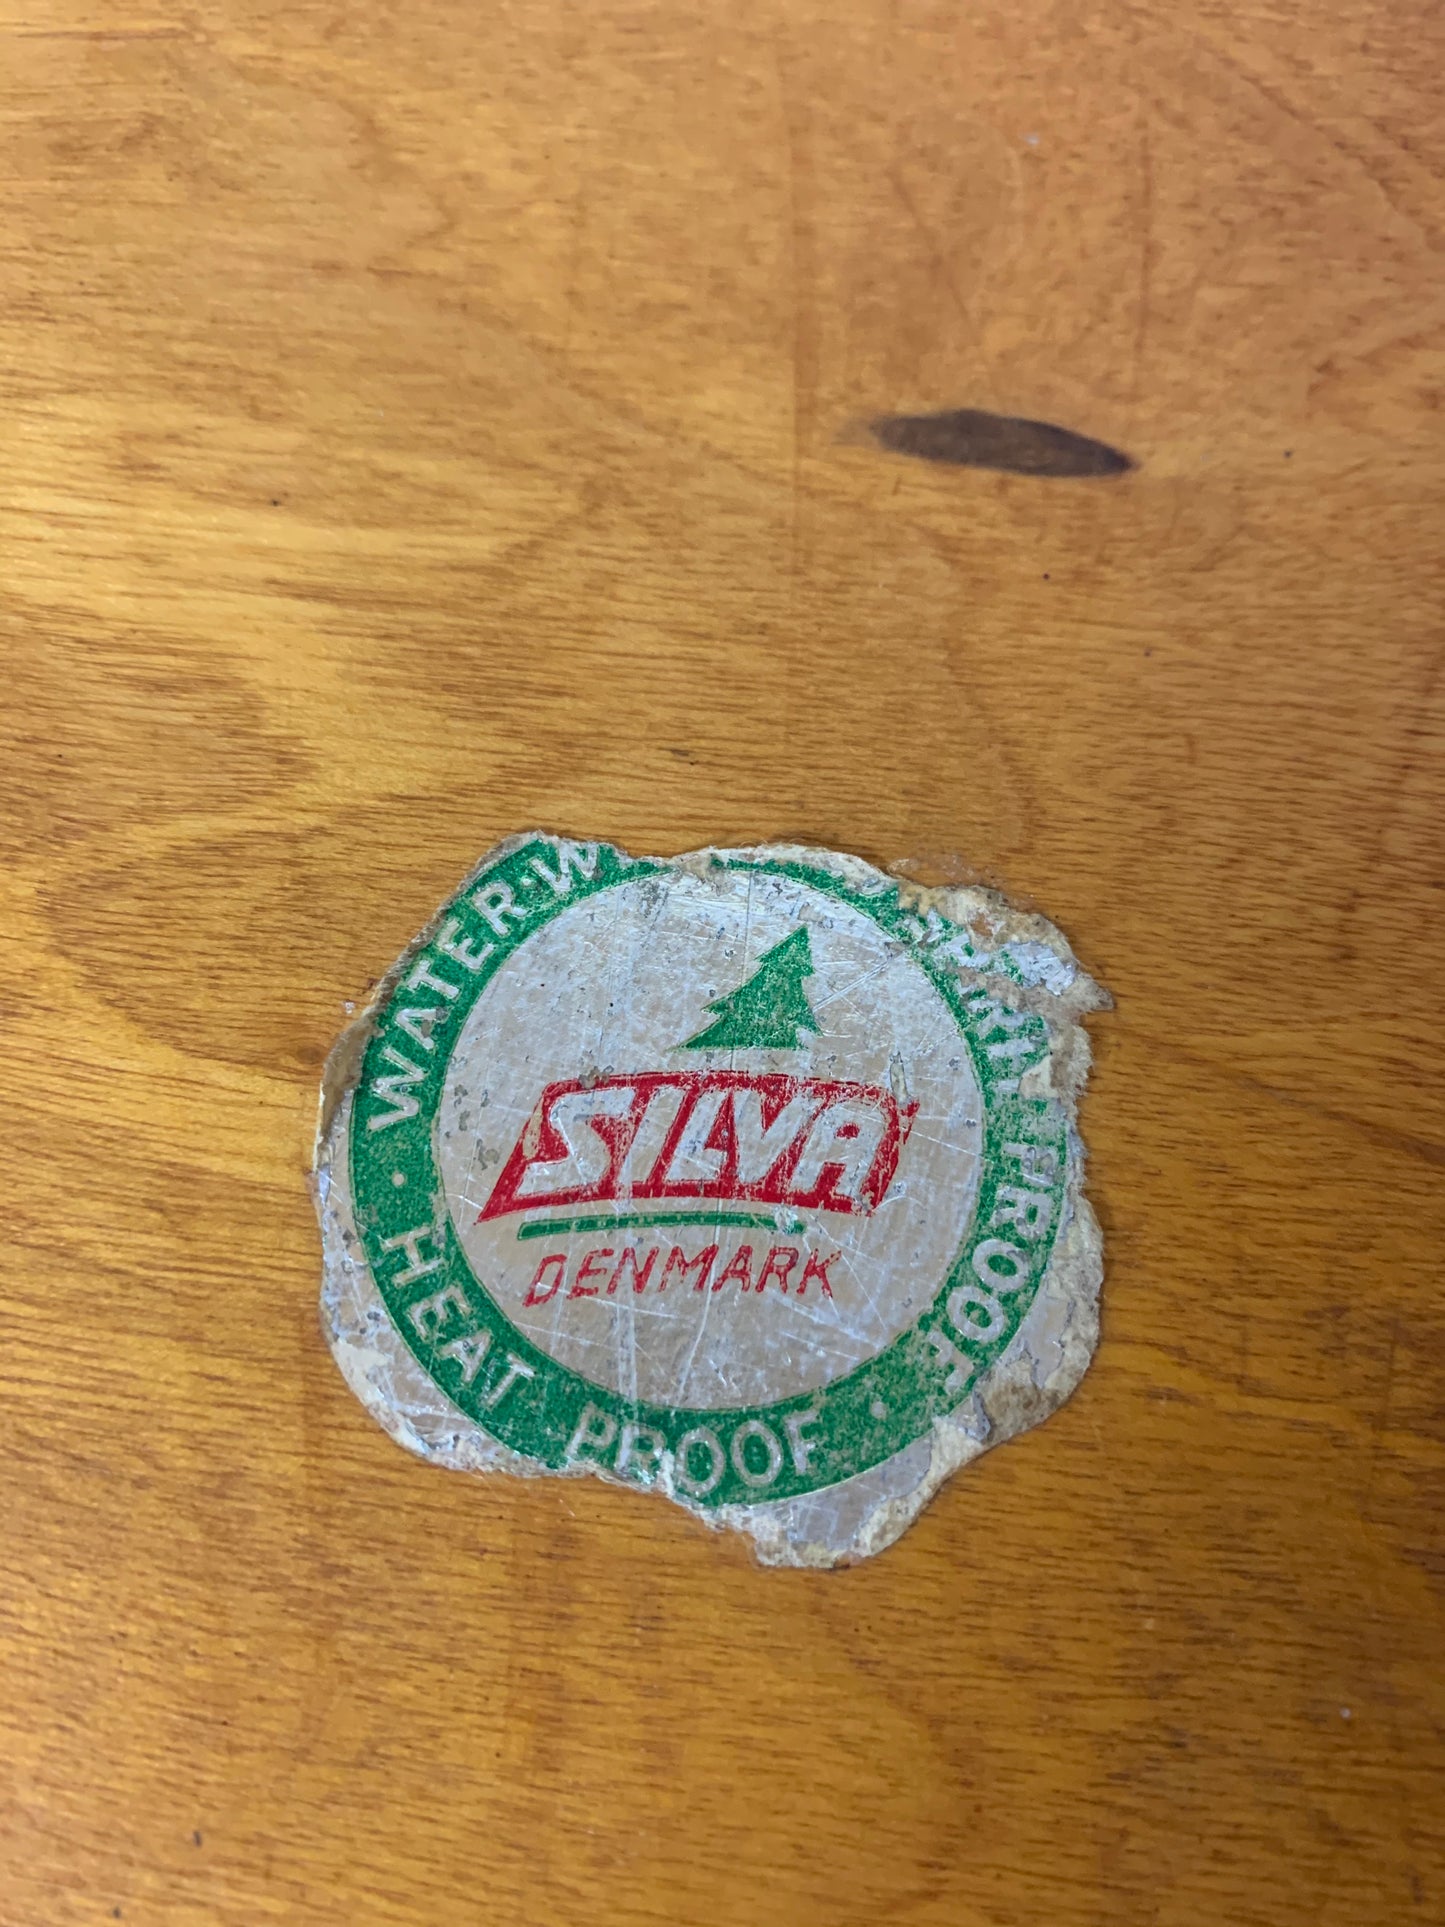 WATER·W
PROOF
SILVA
DENMARK
· HEAT PROOF ·